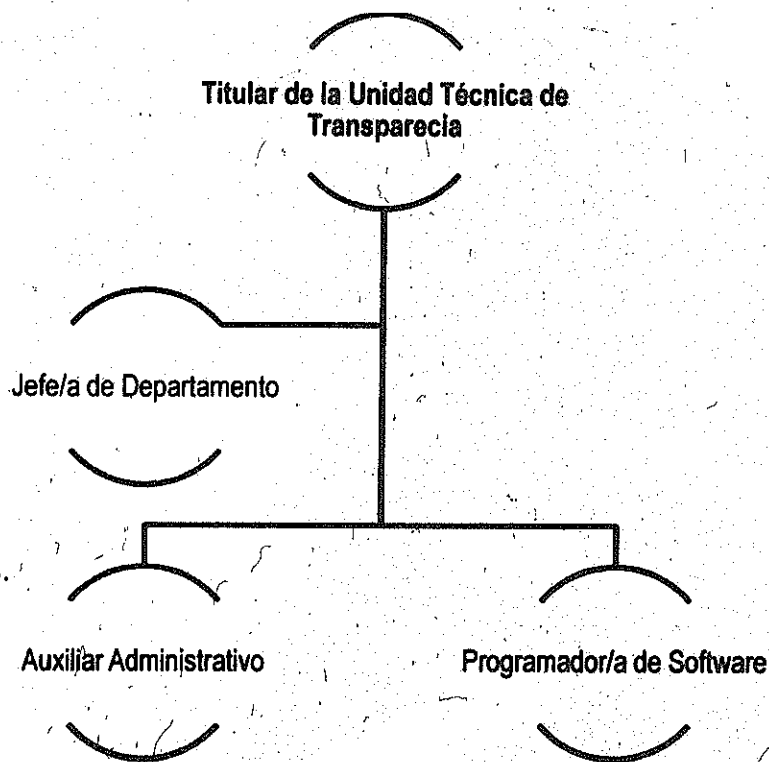 Titular de la Unidad Técnica de
Transparecia
Jefe/a de Departamento
Auxiliar Administrativo
Programador/a de Software